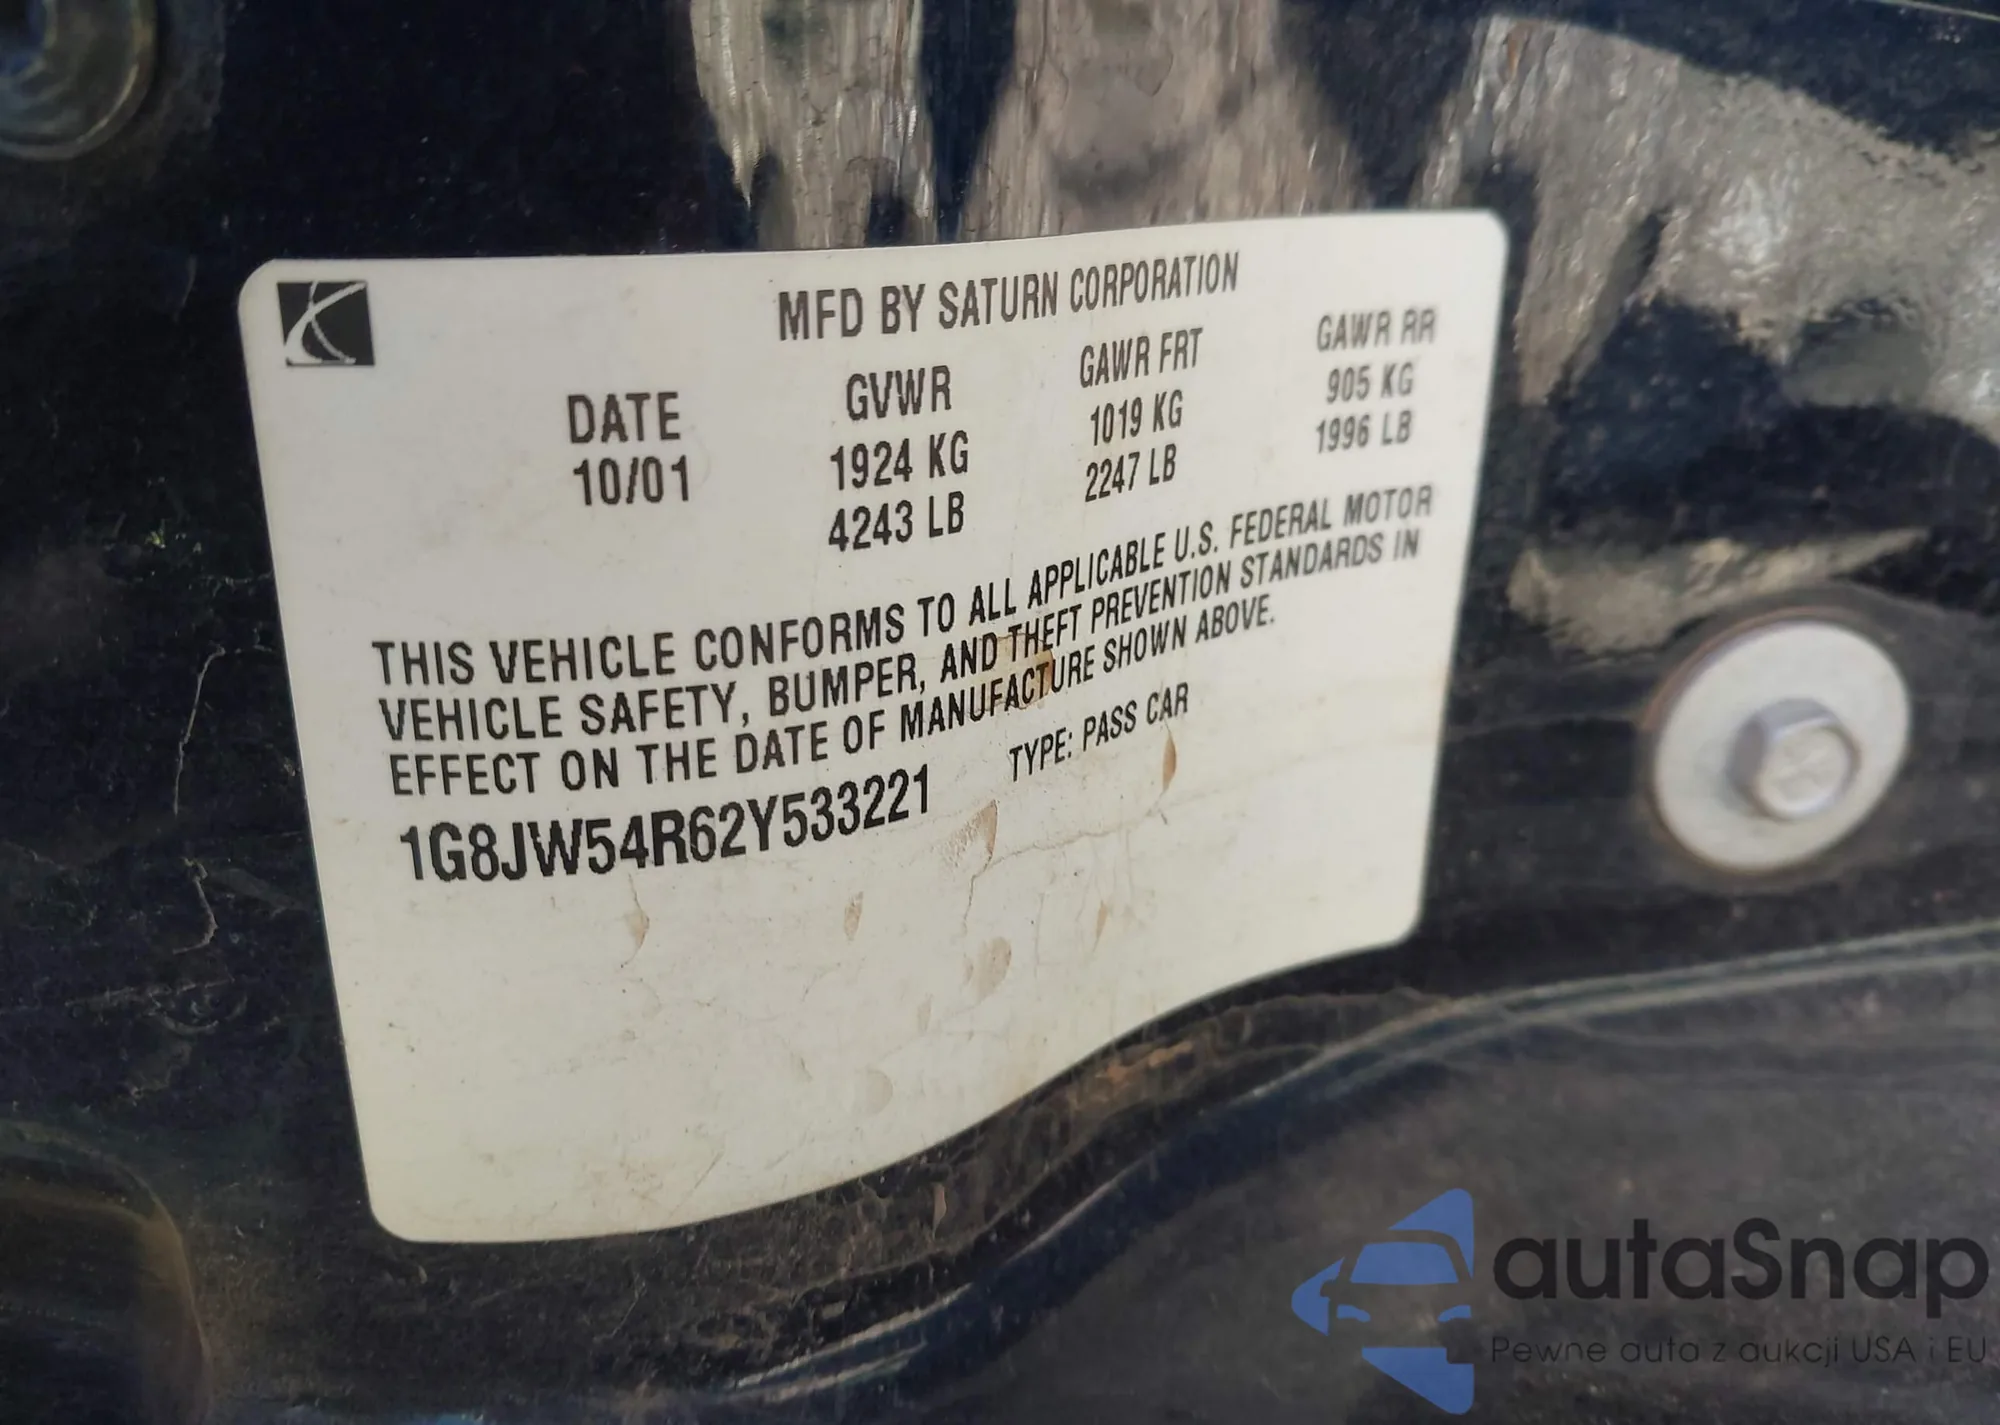 MFD BY SATURN CORPORATION
DATE GVWR GAWR FRT GAWR RR
10/01 1924 KG 1019 KG 905 KG
4243 LB 2247 LB 1996 LB
THIS VEHICLE CONFORMS TO ALL APPLICABLE U.S. FEDERAL MOTOR
VEHICLE SAFETY, BUMPER, AND THEFT PREVENTION STANDARDS IN
EFFECT ON THE DATE OF MANUFACTURE SHOWN ABOVE.
1G8JW54R62Y533221 TYPE: PASS CAR
autaSnap
Pewne auta z aukcji USA i EU